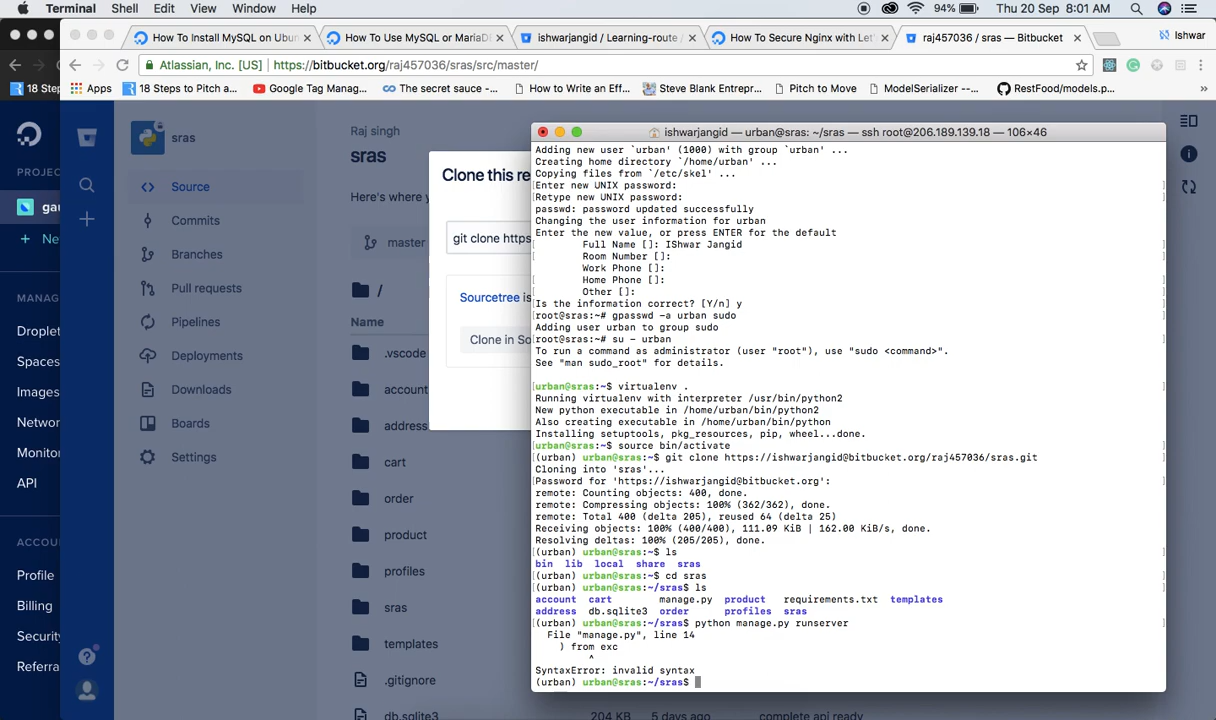 Terminal Shell Edit View Window Help
94% Thu 20 Sep 8:01 AM
How To Install MySQL on Ubun
How To Use MySQL or MariaDB
ishwarjangid / Learning-route /
How To Secure Nginx with Let'
raj457036 / sras — Bitbucket
Ishwar
Atlassian, Inc. [US] https://bitbucket.org/raj457036/sras/src/master/
18 Steps
Apps
18 Steps to Pitch a...
Google Tag Manag...
The secret sauce -...
How to Write an Eff...
Steve Blank Entrepr...
Pitch to Move
ModelSerializer --...
RestFood/models.p...
»
PROJEC
gar
+ Ne
MANAG
Droplet
Spaces
Images
Networ
Monitor
API
ACCOU
Profile
Billing
Security
Referra
sras
Source
Commits
Branches
Pull requests
Pipelines
Deployments
Downloads
Boards
Settings
Raj singh
sras
Here's where y
master
/
Name
.vscode
account
address
cart
order
product
profiles
sras
templates
.gitignore
db.sqlite3
204 KB
5 days ago
complete api ready
Clone this re
git clone https
Sourcetree is
Clone in So
ishwarjangid — urban@sras: ~/sras — ssh root@206.189.139.18 — 106×46
Adding new user `urban' (1000) with group `urban' ...
Creating home directory `/home/urban' ...
Copying files from `/etc/skel' ...
Enter new UNIX password:
Retype new UNIX password:
passwd: password updated successfully
Changing the user information for urban
Enter the new value, or press ENTER for the default
Full Name []: IShwar Jangid
Room Number []:
Work Phone []:
Home Phone []:
Other []:
Is the information correct? [Y/n] y
root@sras:~# gpasswd -a urban sudo
Adding user urban to group sudo
root@sras:~# su - urban
To run a command as administrator (user "root"), use "sudo <command>".
See "man sudo_root" for details.
urban@sras:~$ virtualenv .
Running virtualenv with interpreter /usr/bin/python2
New python executable in /home/urban/bin/python2
Also creating executable in /home/urban/bin/python
Installing setuptools, pkg_resources, pip, wheel...done.
urban@sras:~$ source bin/activate
(urban) urban@sras:~$ git clone https://ishwarjangid@bitbucket.org/raj457036/sras.git
Cloning into 'sras'...
Password for 'https://ishwarjangid@bitbucket.org':
remote: Counting objects: 400, done.
remote: Compressing objects: 100% (362/362), done.
remote: Total 400 (delta 205), reused 64 (delta 25)
Receiving objects: 100% (400/400), 111.09 KiB | 162.00 KiB/s, done.
Resolving deltas: 100% (205/205), done.
(urban) urban@sras:~$ ls
bin lib local share sras
(urban) urban@sras:~$ cd sras
(urban) urban@sras:~/sras$ ls
account cart manage.py product requirements.txt templates
address db.sqlite3 order profiles sras
(urban) urban@sras:~/sras$ python manage.py runserver
File "manage.py", line 14
) from exc
^
SyntaxError: invalid syntax
(urban) urban@sras:~/sras$